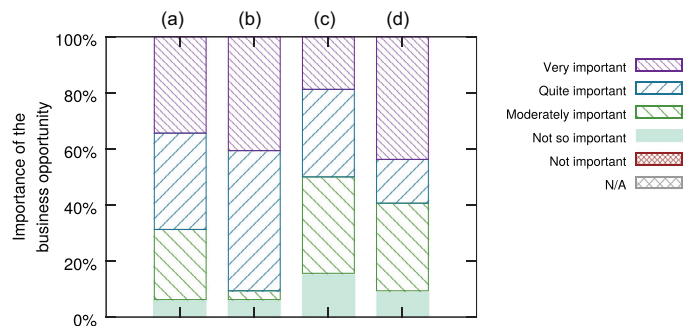 (a) (b) (c) (d)
100%
80%
60%
40%
20%
0%
Importance of the
business opportunity
Very important
Quite important
Moderately important
Not so important
Not important
N/A